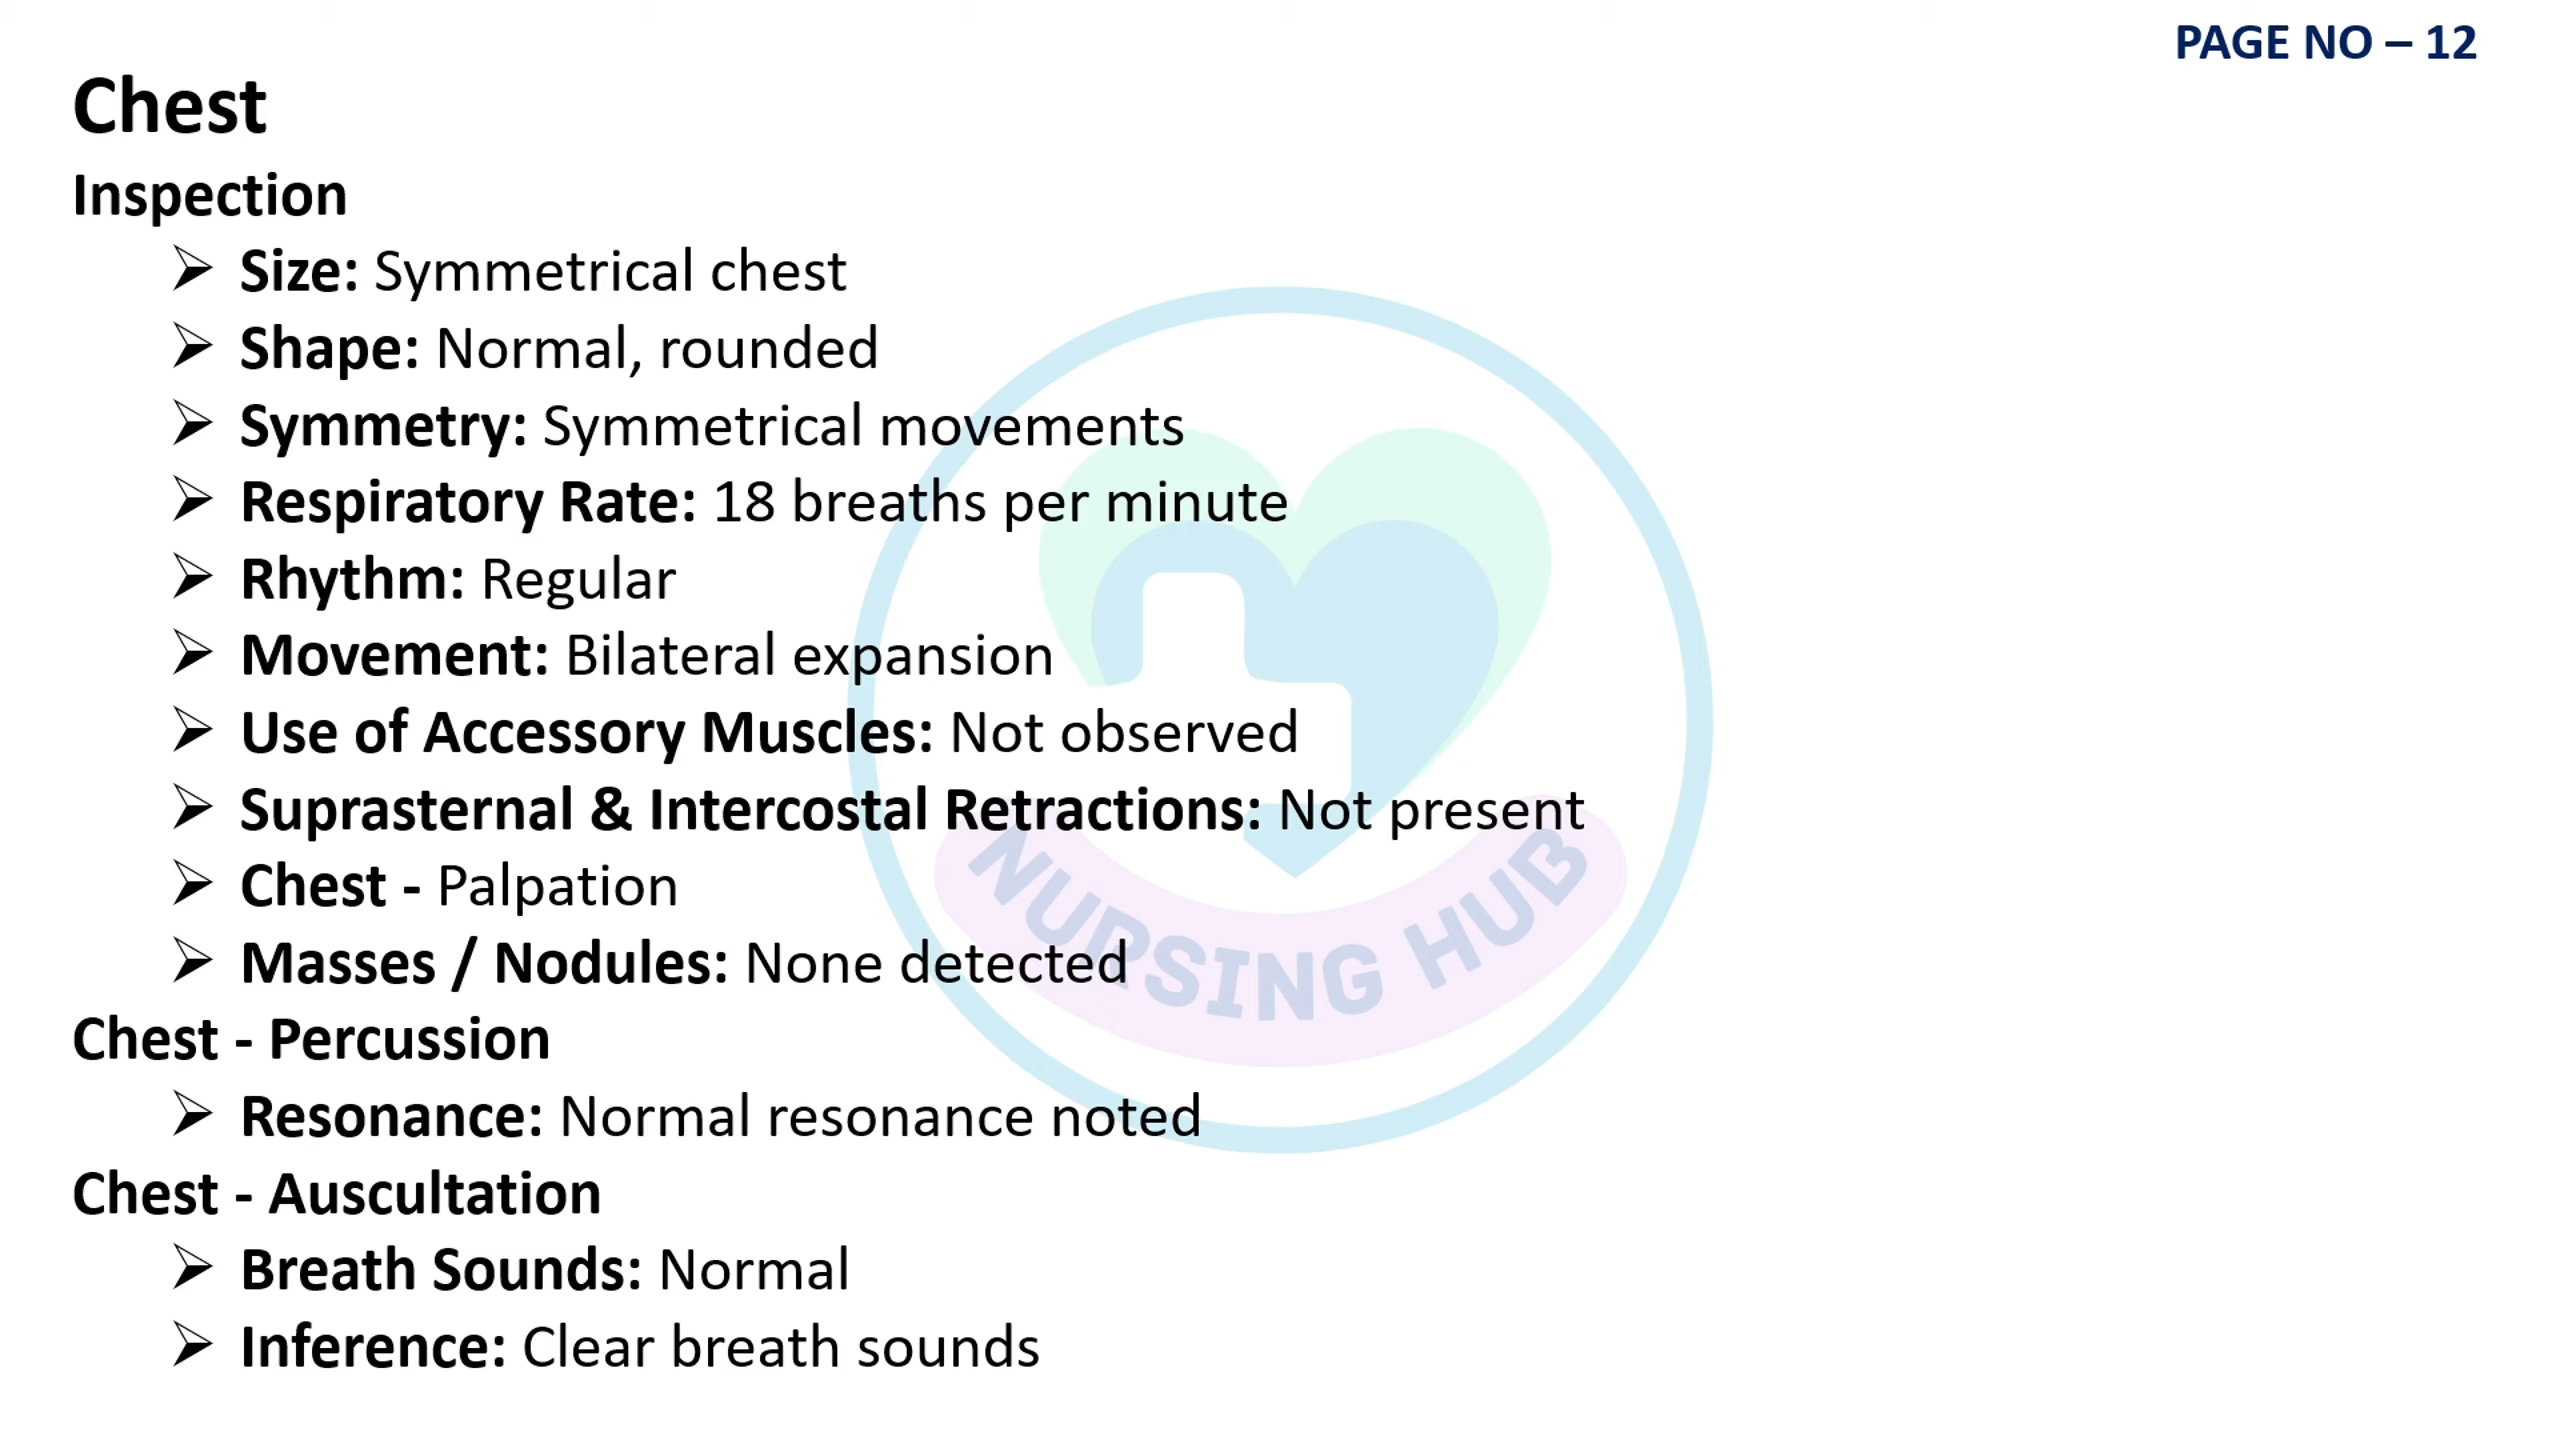 PAGE NO – 12
Chest
Inspection
➢ Size: Symmetrical chest
➢ Shape: Normal, rounded
➢ Symmetry: Symmetrical movements
➢ Respiratory Rate: 18 breaths per minute
➢ Rhythm: Regular
➢ Movement: Bilateral expansion
➢ Use of Accessory Muscles: Not observed
➢ Suprasternal & Intercostal Retractions: Not present
➢ Chest - Palpation
➢ Masses / Nodules: None detected
Chest - Percussion
➢ Resonance: Normal resonance noted
Chest - Auscultation
➢ Breath Sounds: Normal
➢ Inference: Clear breath sounds
NURSING HUB